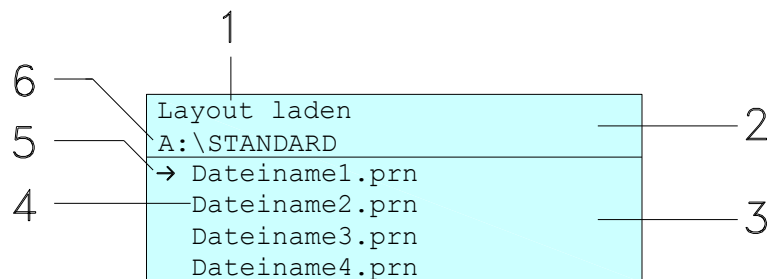 1
6
Layout laden
2
A:\STANDARD
5
→ Dateiname1.prn
4
Dateiname2.prn
3
Dateiname3.prn
Dateiname4.prn